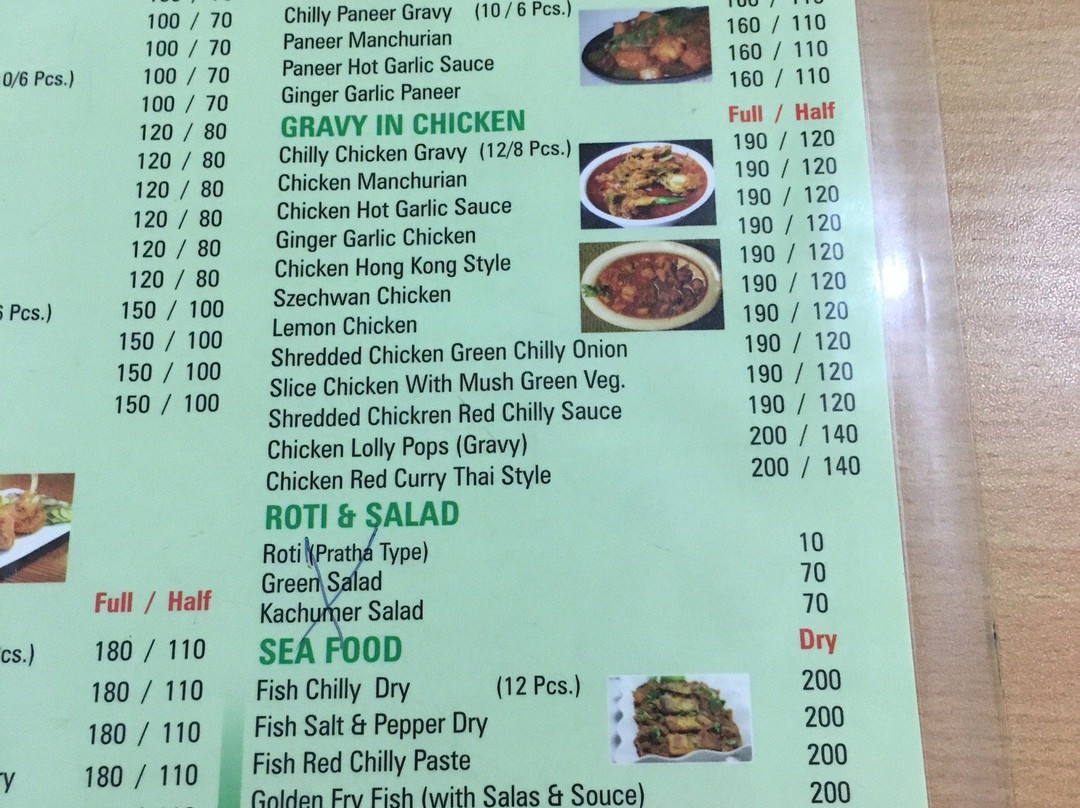 100 / 70
100 / 70
0/6 Pcs.) 100 / 70
100 / 70
120 / 80
120 / 80
120 / 80
120 / 80
120 / 80
120 / 80
6 Pcs.) 150 / 100
150 / 100
150 / 100
150 / 100
Full / Half
cs.) 180 / 110
180 / 110
180 / 110
ry 180 / 110
Chilly Paneer Gravy (10 / 6 Pcs.) 160 / 110
Paneer Manchurian 160 / 110
Paneer Hot Garlic Sauce 160 / 110
Ginger Garlic Paneer 160 / 110
GRAVY IN CHICKEN Full / Half
Chilly Chicken Gravy (12/8 Pcs.) 190 / 120
Chicken Manchurian 190 / 120
Chicken Hot Garlic Sauce 190 / 120
Ginger Garlic Chicken 190 / 120
Chicken Hong Kong Style 190 / 120
Szechwan Chicken 190 / 120
Lemon Chicken 190 / 120
Shredded Chicken Green Chilly Onion 190 / 120
Slice Chicken With Mush Green Veg. 190 / 120
Shredded Chickren Red Chilly Sauce 190 / 120
Chicken Lolly Pops (Gravy) 200 / 140
Chicken Red Curry Thai Style 200 / 140
ROTI & SALAD
Roti (Pratha Type) 10
Green Salad 70
Kachumer Salad 70
SEA FOOD Dry
Fish Chilly Dry (12 Pcs.) 200
Fish Salt & Pepper Dry 200
Fish Red Chilly Paste 200
Golden Fry Fish (with Salas & Souce) 200